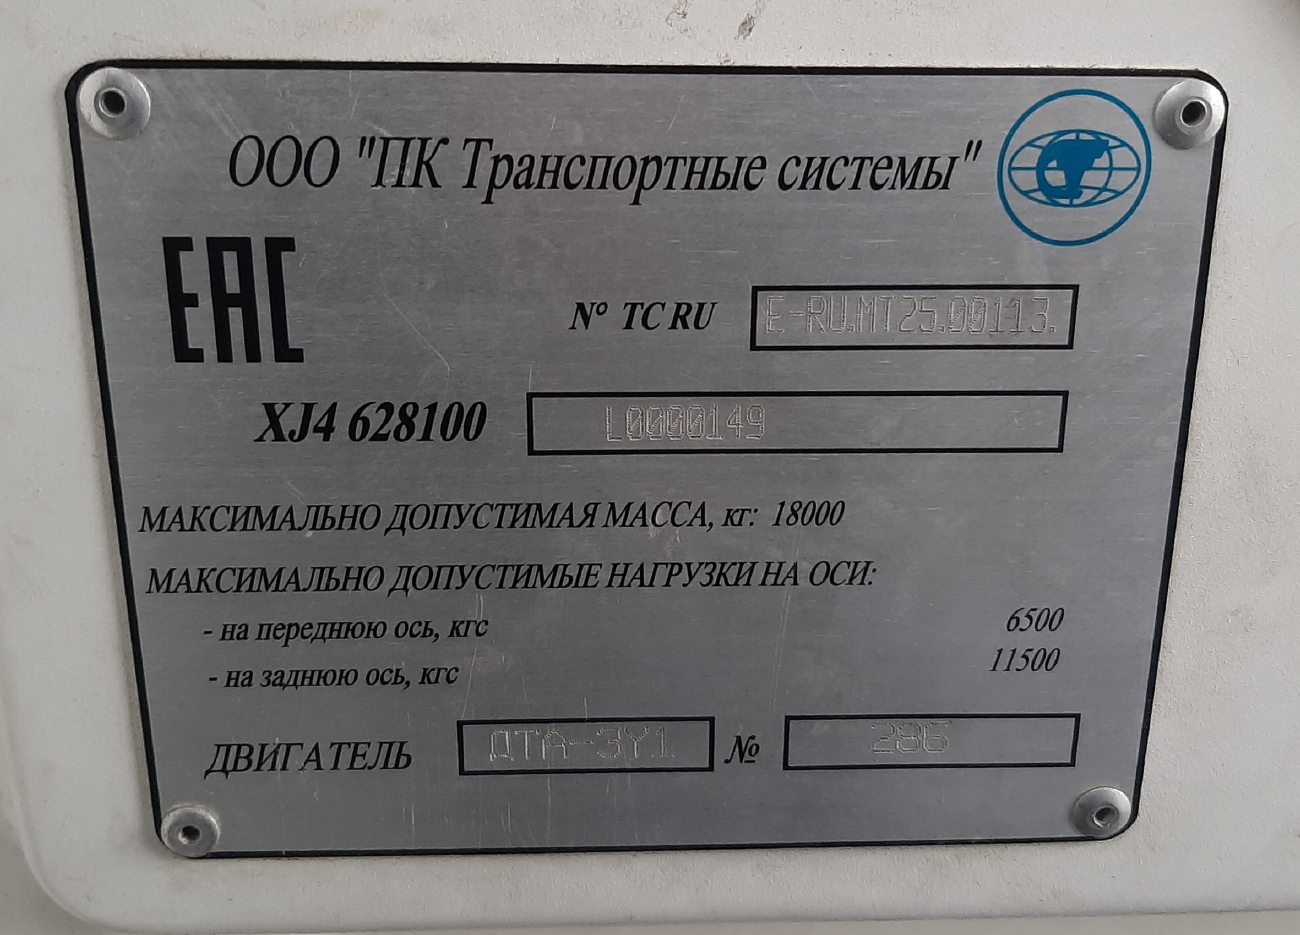 ООО "ПК Транспортные системы"
ЕАС
№ ТС RU E-RU.MT25.00113.
XJ4 628100 L0000149
МАКСИМАЛЬНО ДОПУСТИМАЯ МАССА, кг: 18000
МАКСИМАЛЬНО ДОПУСТИМЫЕ НАГРУЗКИ НА ОСИ:
- на переднюю ось, кгс 6500
- на заднюю ось, кгс 11500
ДВИГАТЕЛЬ ДТА-3У1 № 286